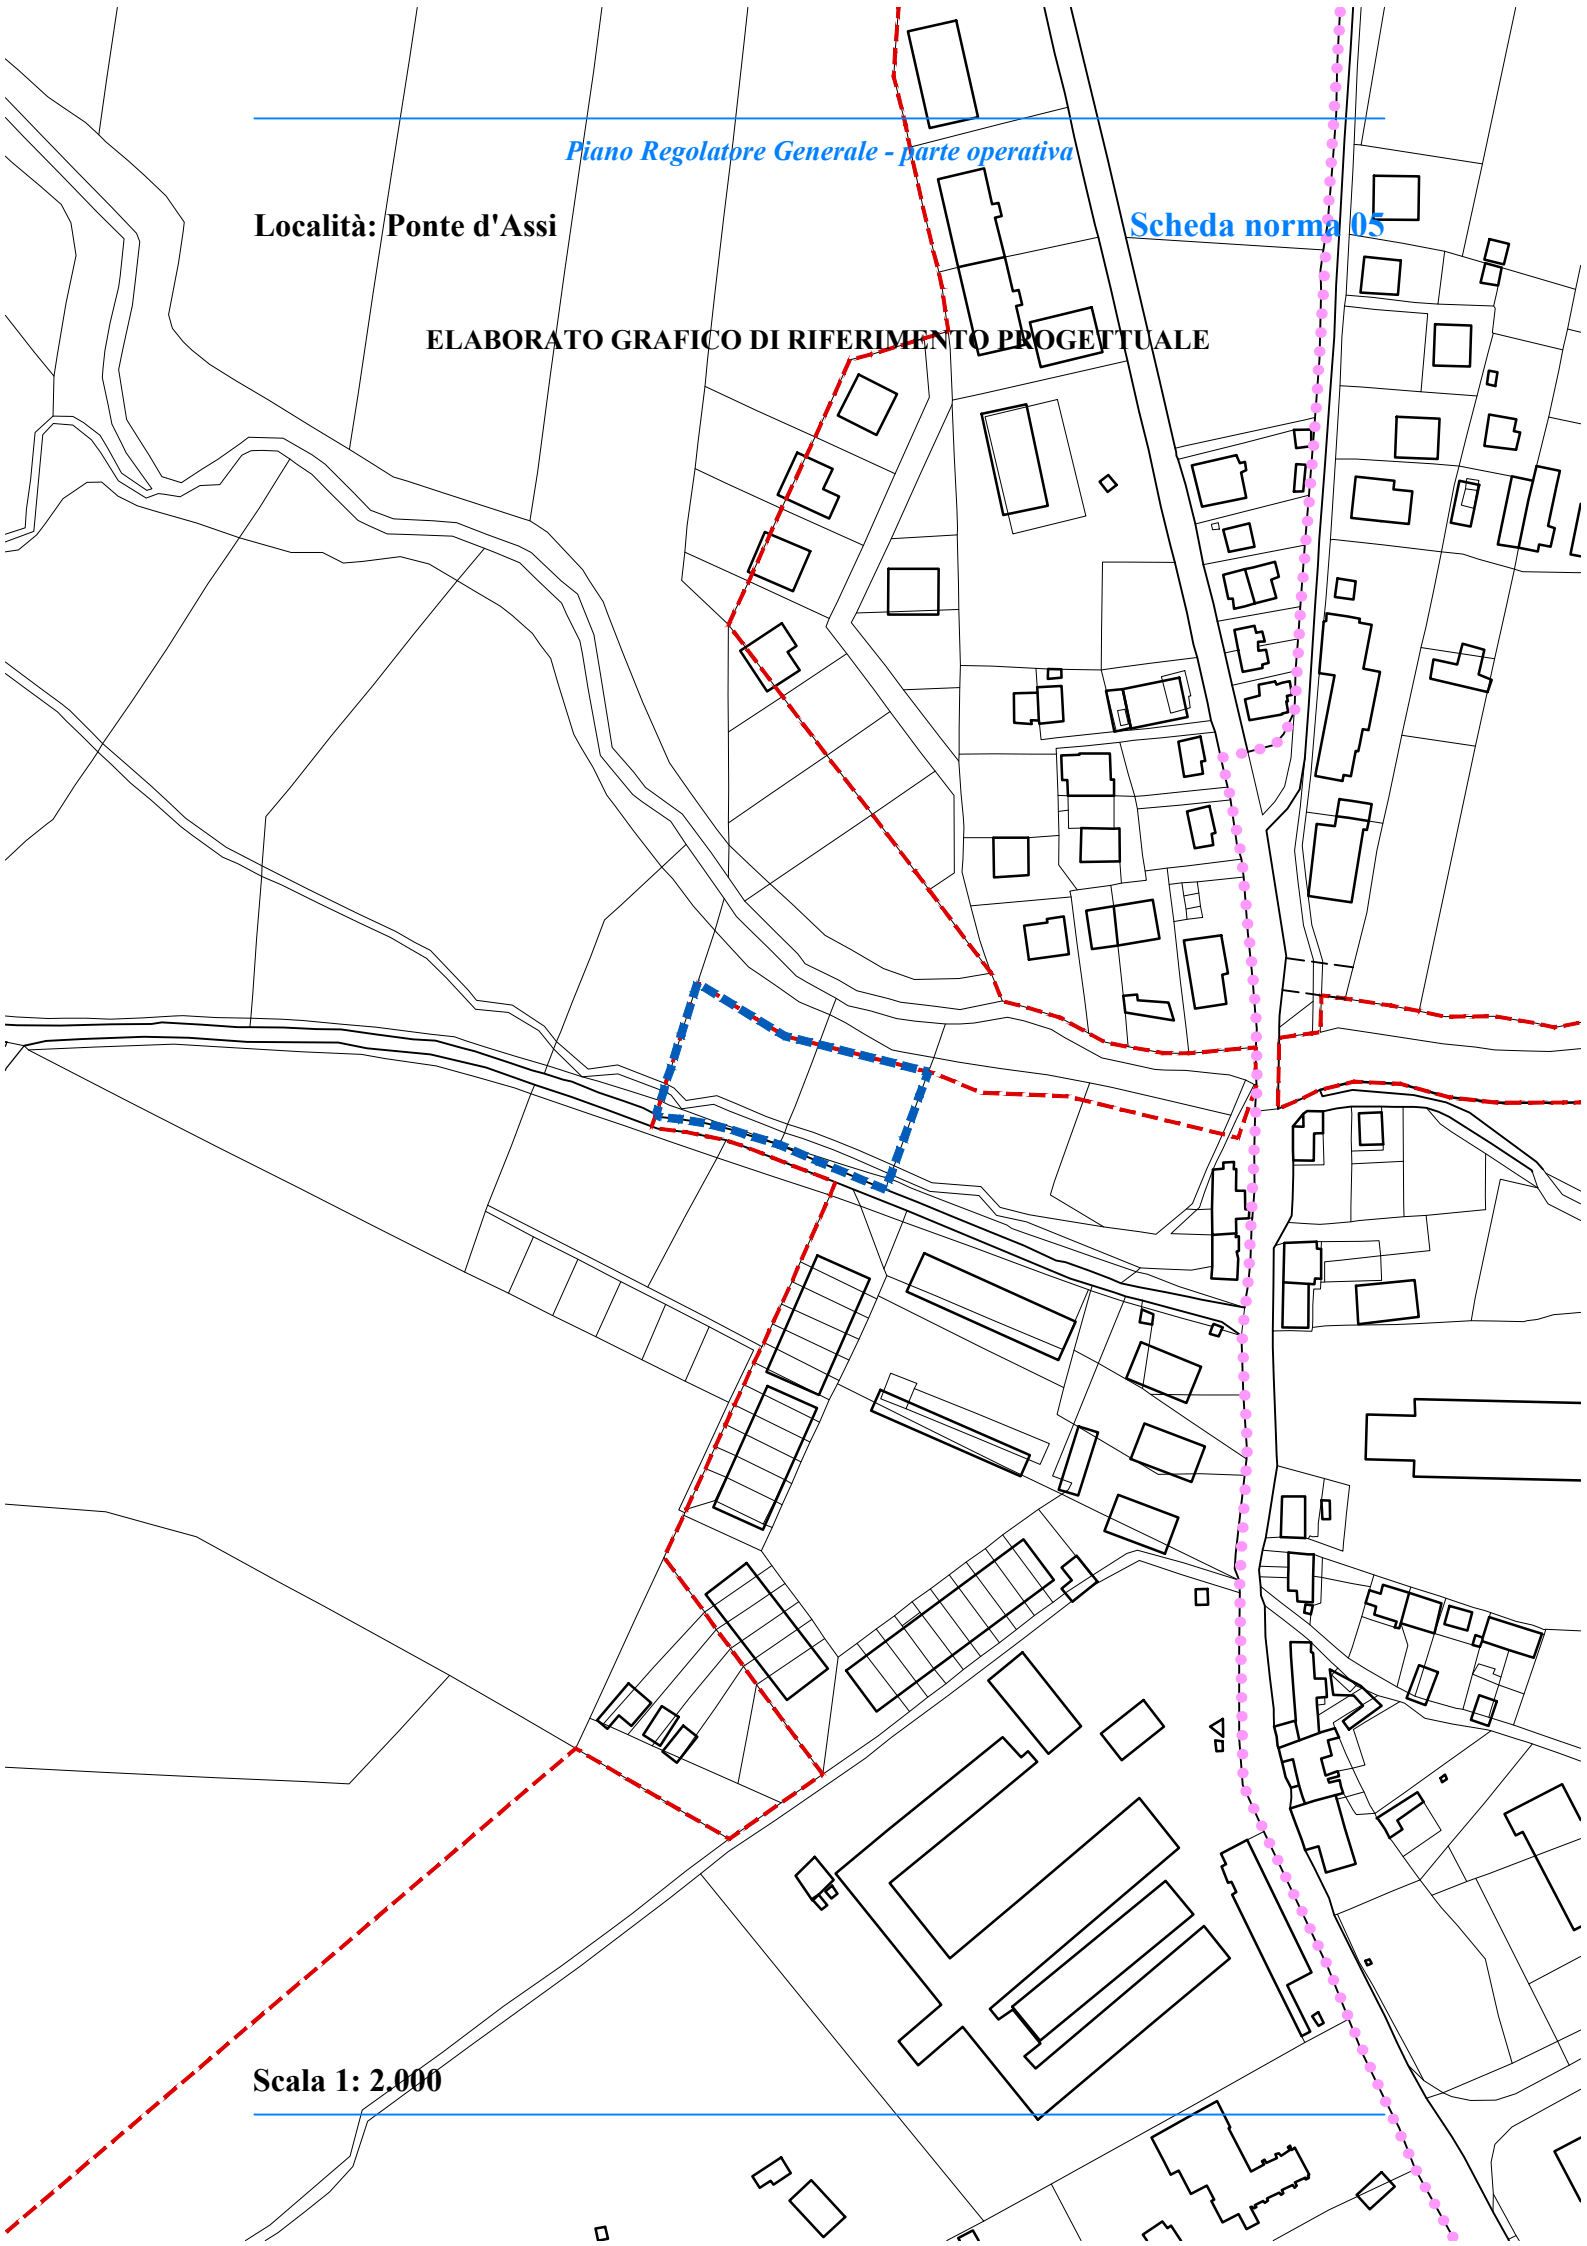 Piano Regolatore Generale - parte operativa
Località: Ponte d'Assi
Scheda norma 05
ELABORATO GRAFICO DI RIFERIMENTO PROGETTUALE
Scala 1: 2.000